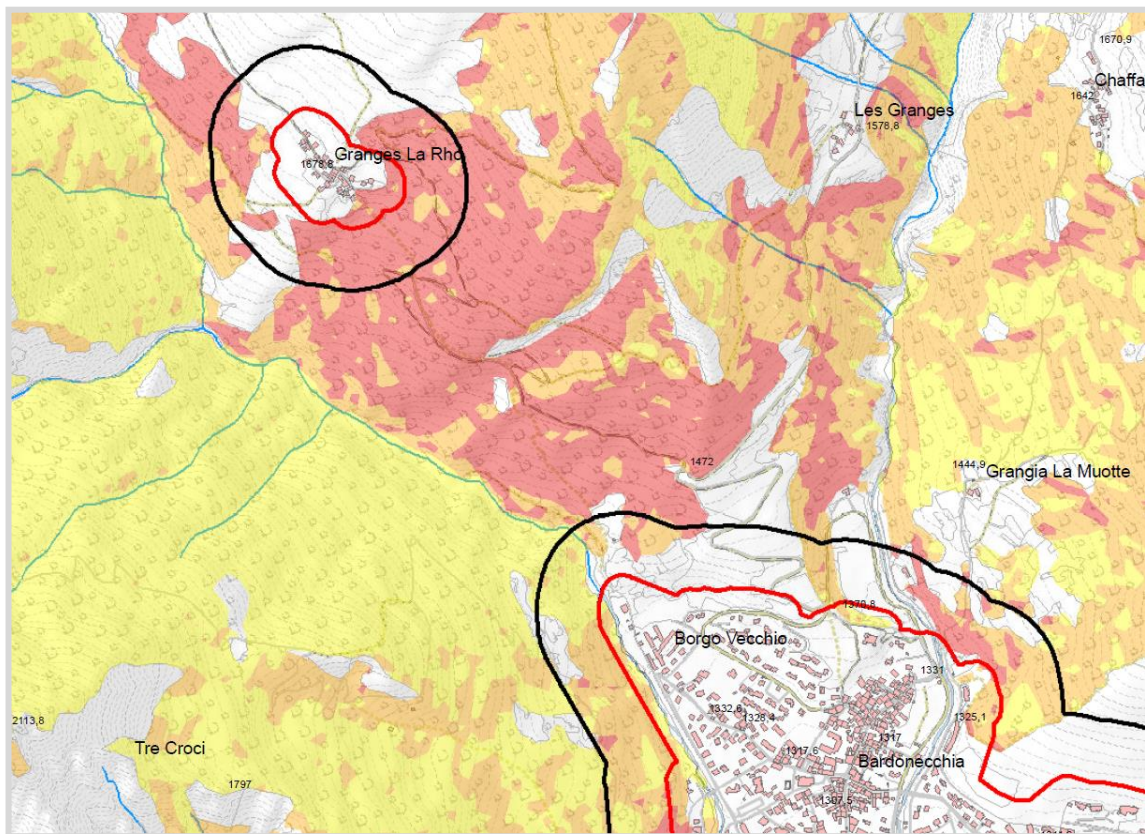 1670,9
Chaffa
1642
Les Granges
1578,8
Granges La Rho
1678,8
1444,9
Grangia La Muotte
1472
1370,8
Borgo Vecchio
1331
1332,6
1328,4
1325,1
2113,8
Tre Croci
1317
1317,6
Bardonecchia
1797
1307,5